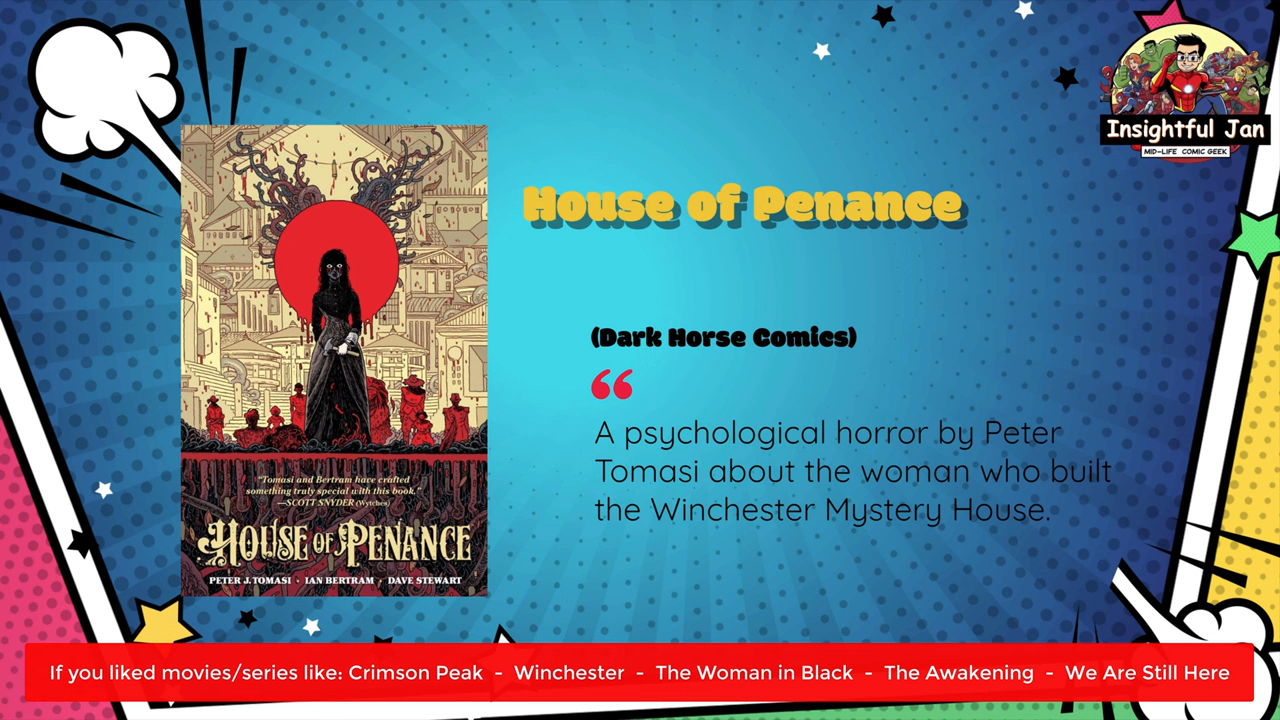 Insightful Jan
MID-LIFE COMIC GEEK
House of Penance
(Dark Horse Comics)
“
A psychological horror by Peter
Tomasi about the woman who built
the Winchester Mystery House.
"Tomasi and Bertram have crafted
something truly special with this book."
—SCOTT SNYDER (Wytches)
HOUSE OF PENANCE
PETER J. TOMASI • IAN BERTRAM • DAVE STEWART
If you liked movies/series like: Crimson Peak - Winchester - The Woman in Black - The Awakening - We Are Still Here